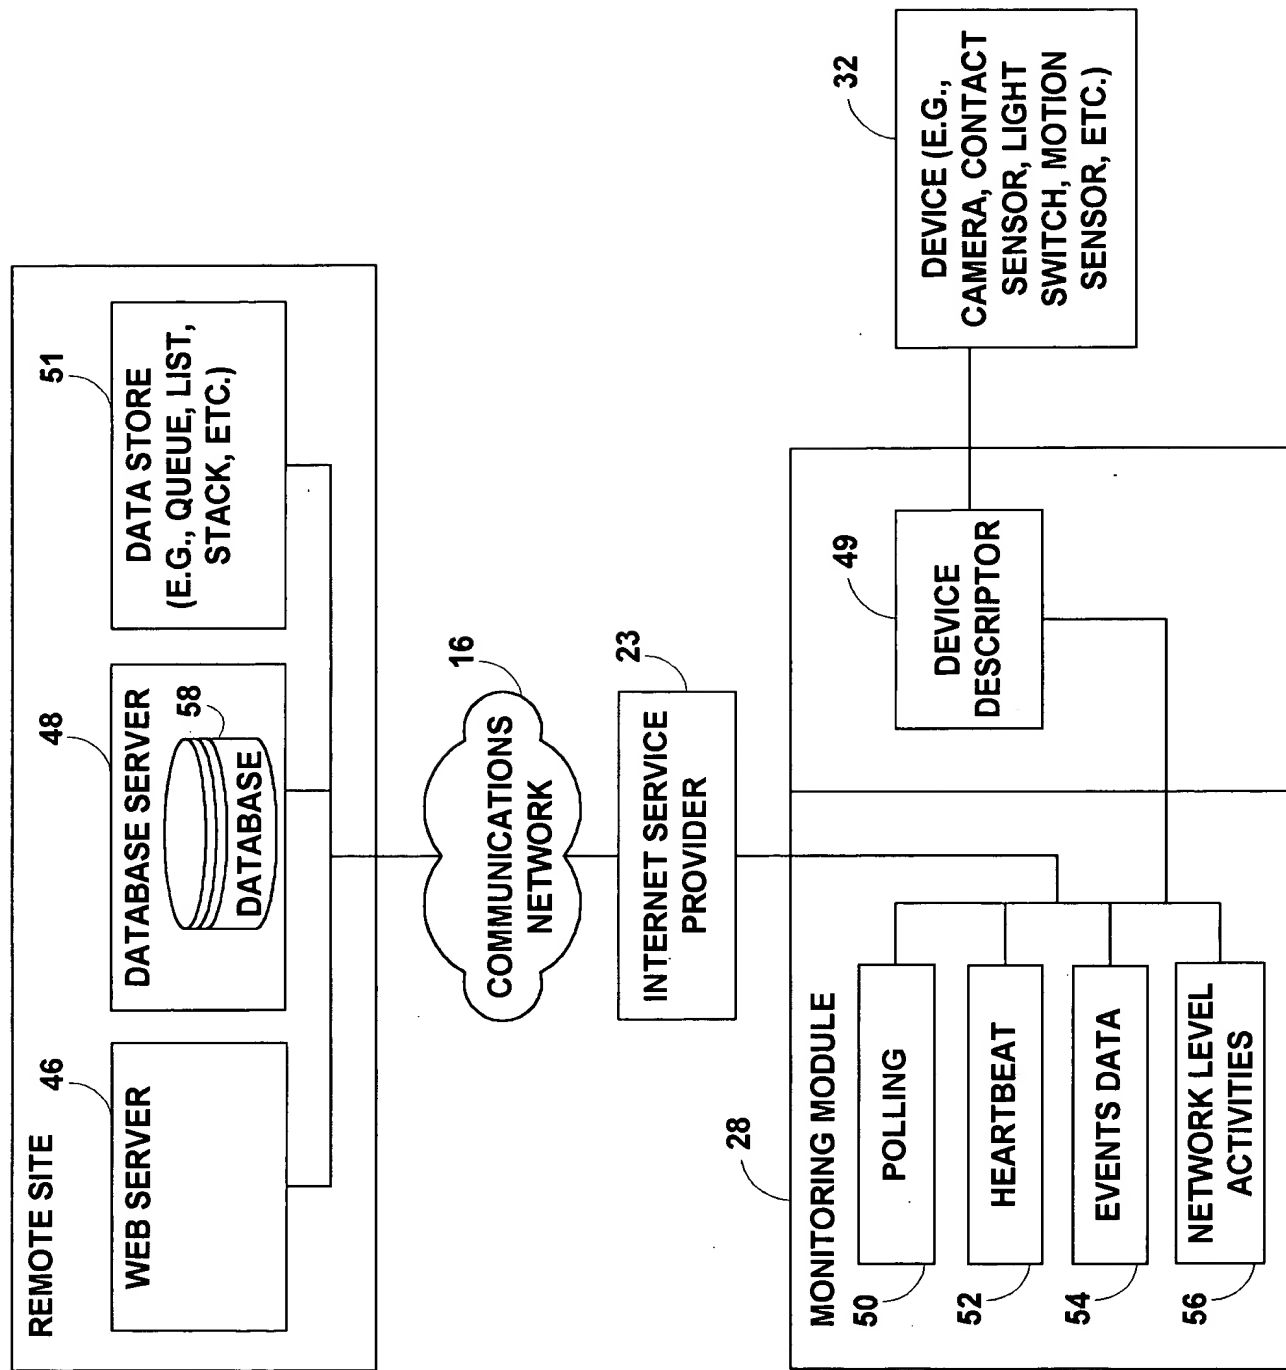 REMOTE SITE
46
WEB SERVER
48
DATABASE SERVER
58
DATABASE
51
DATA STORE
(E.G., QUEUE, LIST,
STACK, ETC.)
16
COMMUNICATIONS
NETWORK
23
INTERNET SERVICE
PROVIDER
28
MONITORING MODULE
50
POLLING
52
HEARTBEAT
54
EVENTS DATA
56
NETWORK LEVEL
ACTIVITIES
49
DEVICE
DESCRIPTOR
32
DEVICE (E.G.,
CAMERA, CONTACT
SENSOR, LIGHT
SWITCH, MOTION
SENSOR, ETC.)